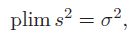 plim s² = σ²,